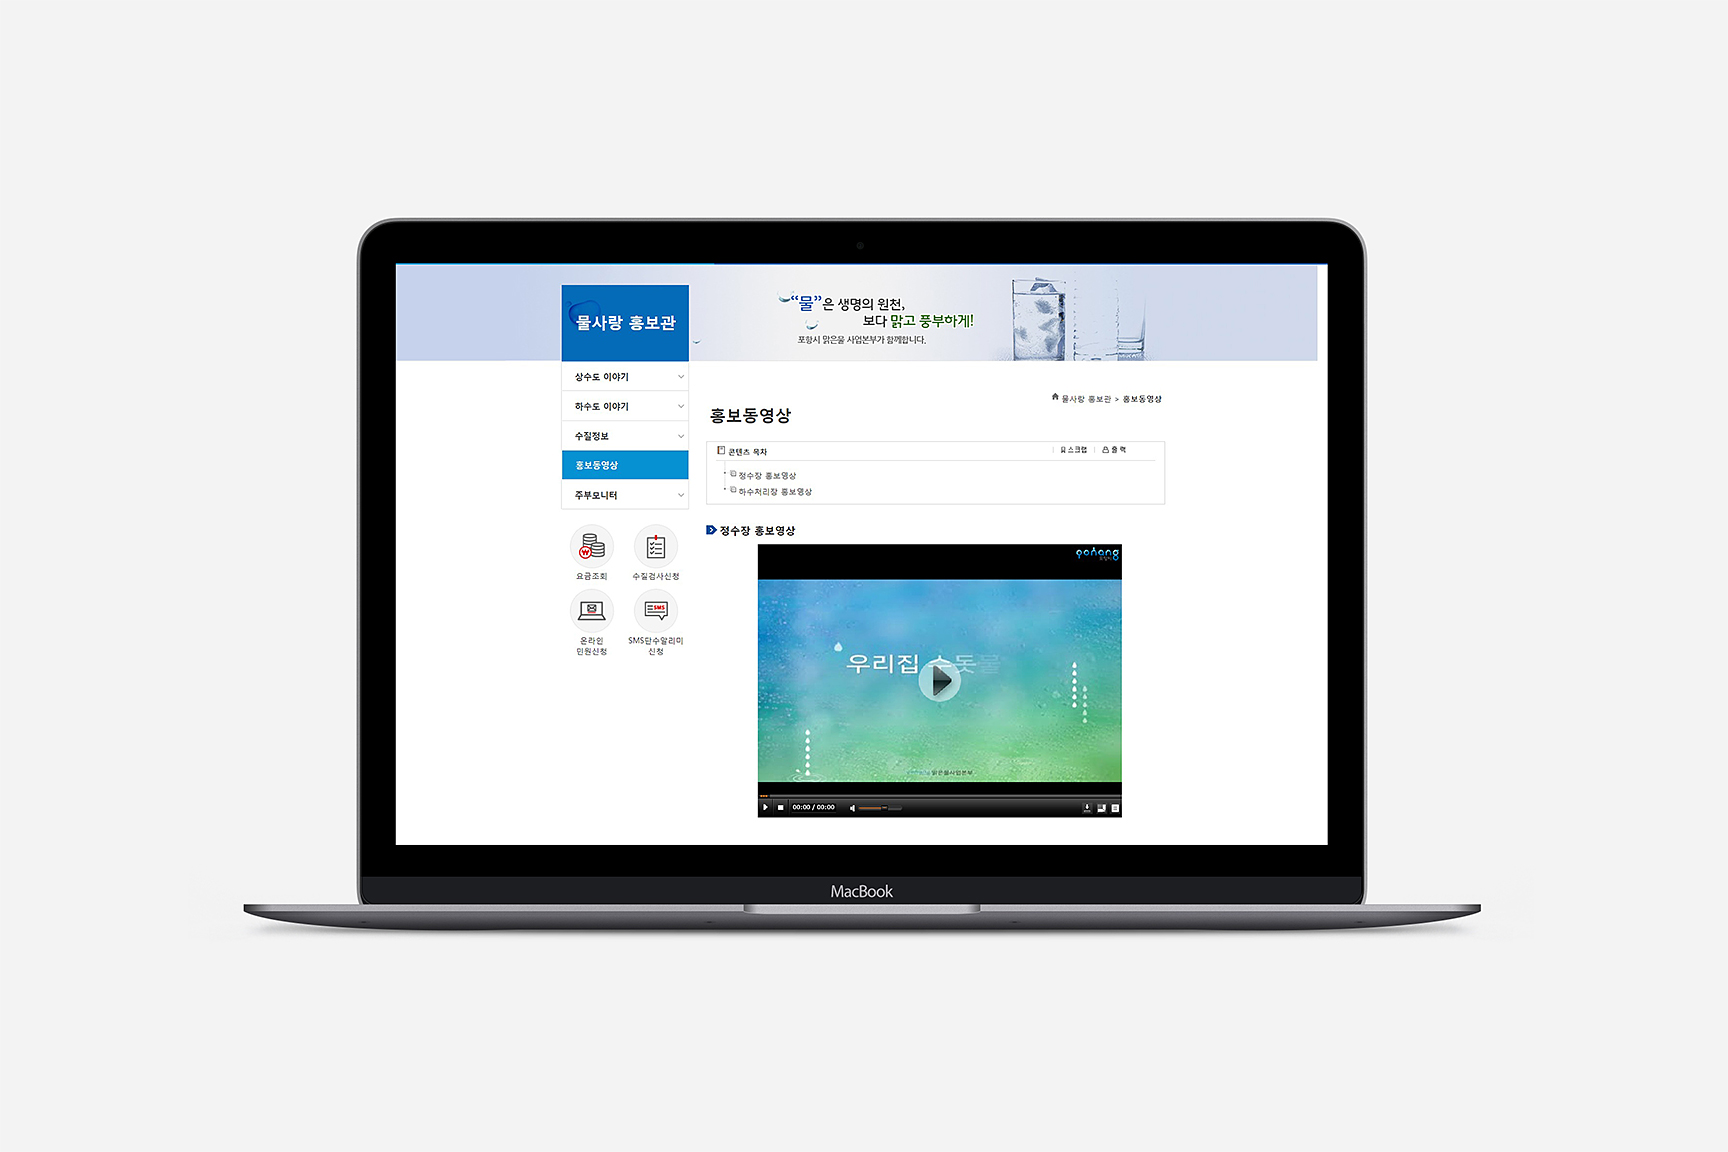 물사랑 홍보관
“물”은 생명의 원천,
보다 맑고 풍부하게!
포항시 맑은물 사업본부가 함께합니다.
상수도 이야기
하수도 이야기
수질정보
홍보동영상
주부모니터
요금조회
수질검사신청
SMS
온라인
민원신청
SMS단수알리미
신청
물사랑 홍보관 > 홍보동영상
홍보동영상
콘텐츠 목차
스크랩
출력
정수장 홍보영상
하수처리장 홍보영상
정수장 홍보영상
pohang
우리집 수돗물
맑은물사업본부
00:00 / 00:00
MacBook